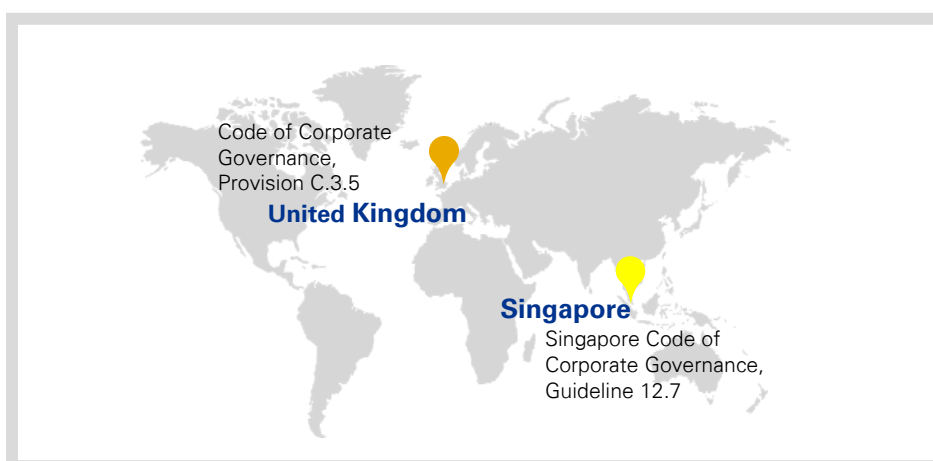 Code of Corporate
Governance,
Provision C.3.5
United Kingdom
Singapore
Singapore Code of
Corporate Governance,
Guideline 12.7